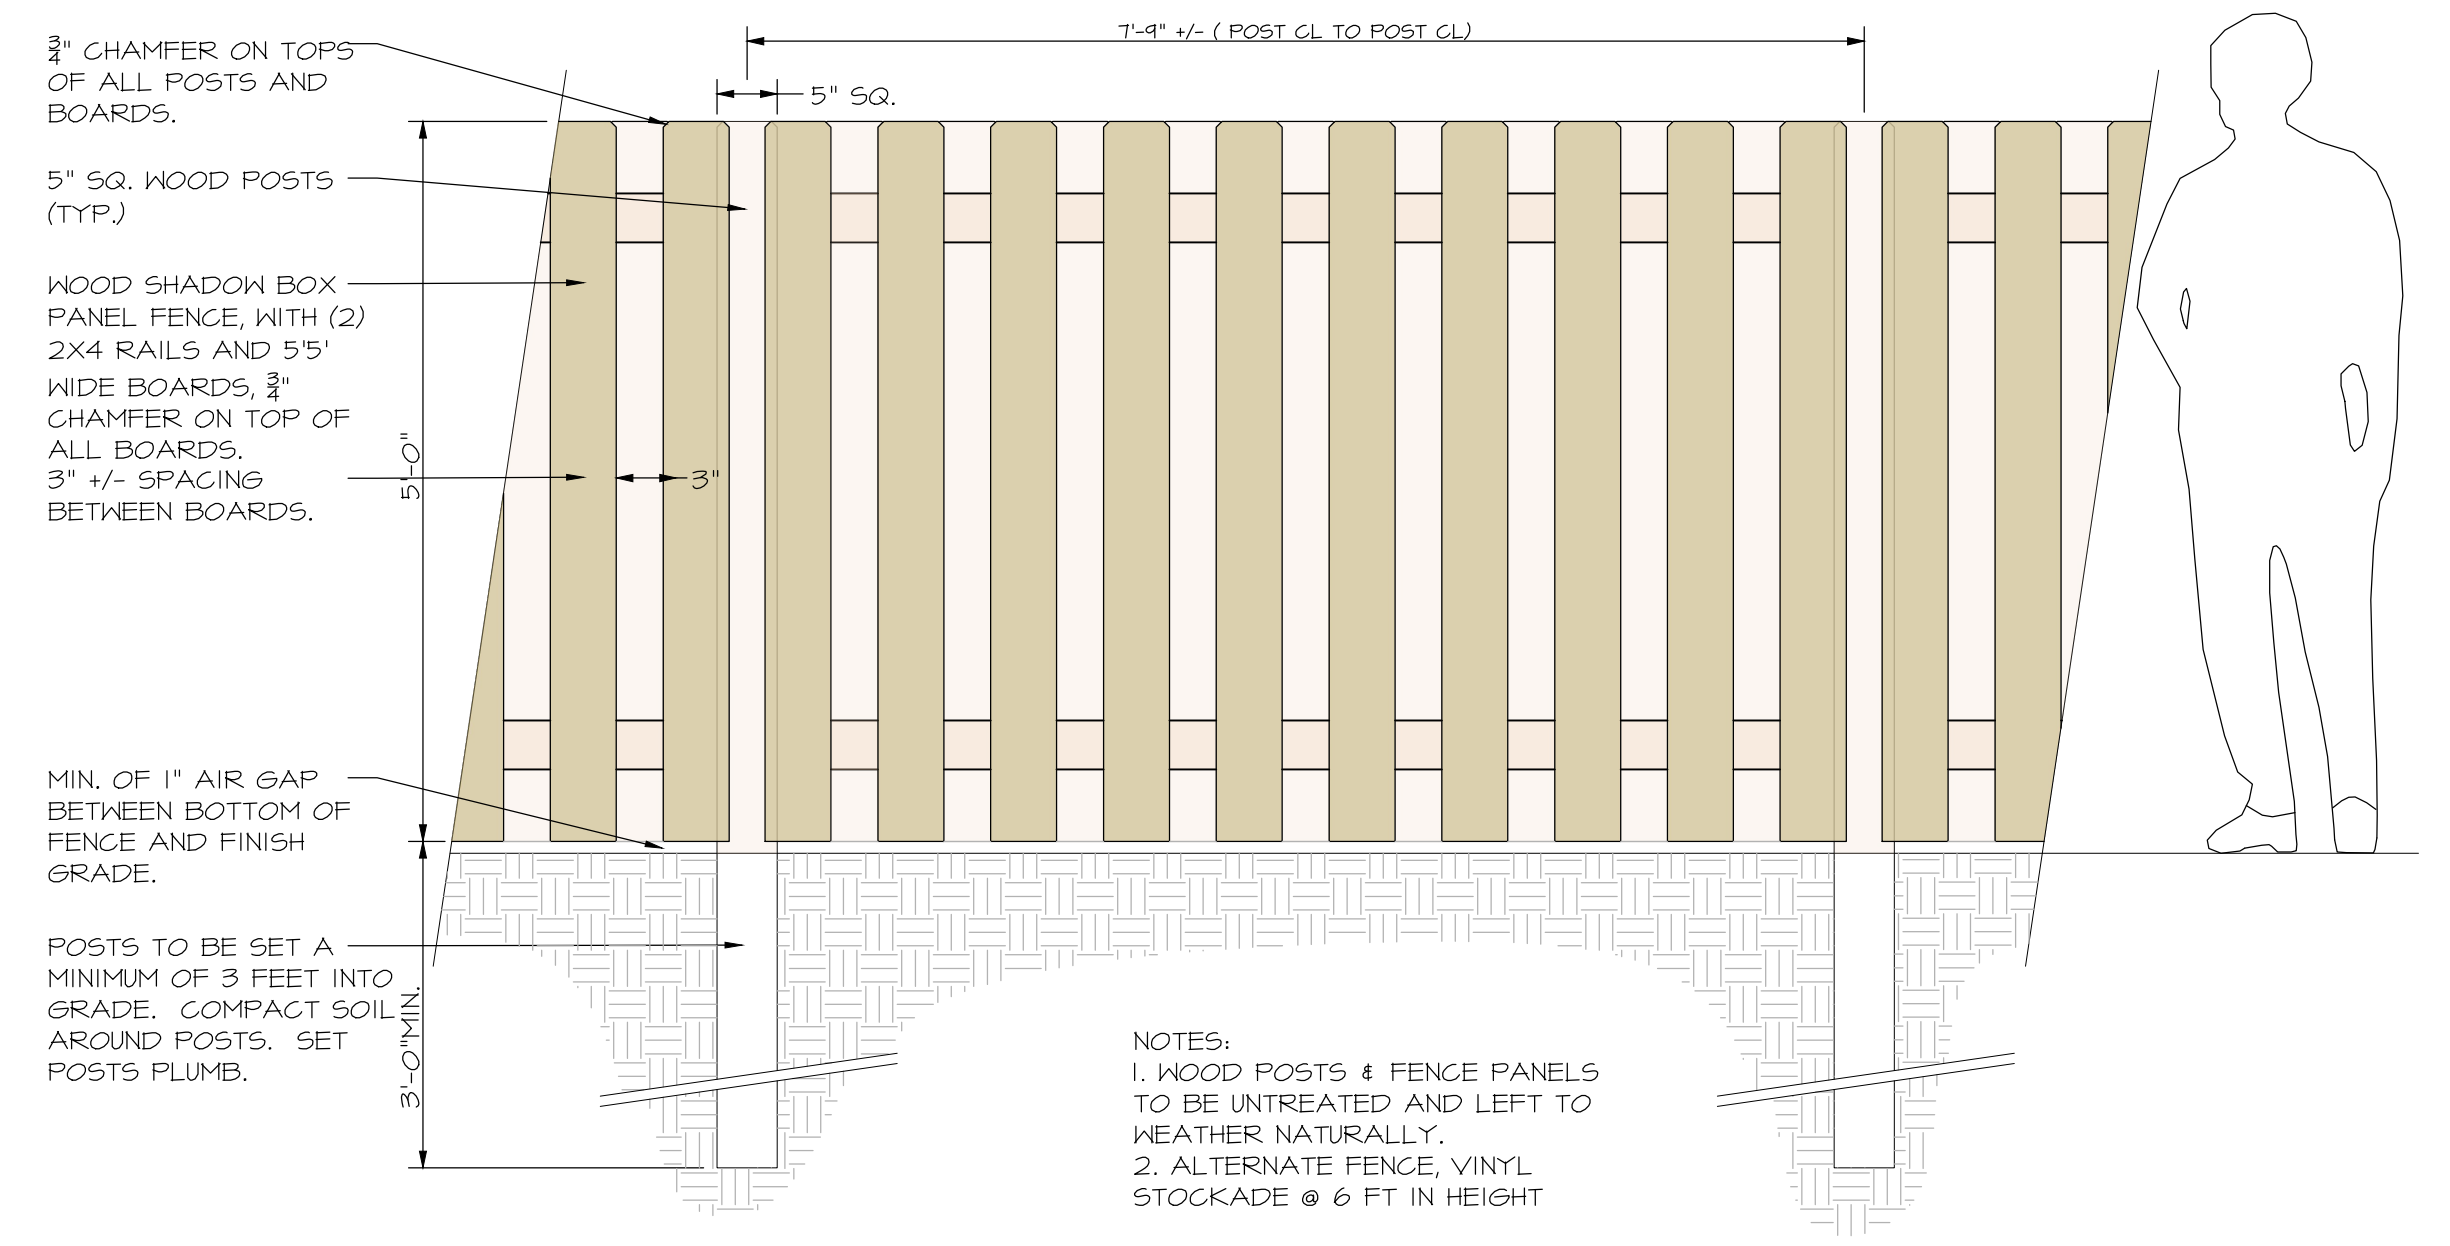 7'-9" +/- ( POST CL TO POST CL)
5" SQ.
3/4" CHAMFER ON TOPS
OF ALL POSTS AND
BOARDS.
5" SQ. WOOD POSTS
(TYP.)
WOOD SHADOW BOX
PANEL FENCE, WITH (2)
2X4 RAILS AND 5'5'
WIDE BOARDS, 3/4"
CHAMFER ON TOP OF
ALL BOARDS.
3" +/- SPACING
BETWEEN BOARDS.
5'-0"
3"
MIN. OF 1" AIR GAP
BETWEEN BOTTOM OF
FENCE AND FINISH
GRADE.
POSTS TO BE SET A
MINIMUM OF 3 FEET INTO
GRADE. COMPACT SOIL
AROUND POSTS. SET
POSTS PLUMB.
3'-0"MIN.
NOTES:
1. WOOD POSTS & FENCE PANELS
TO BE UNTREATED AND LEFT TO
WEATHER NATURALLY.
2. ALTERNATE FENCE, VINYL
STOCKADE @ 6 FT IN HEIGHT